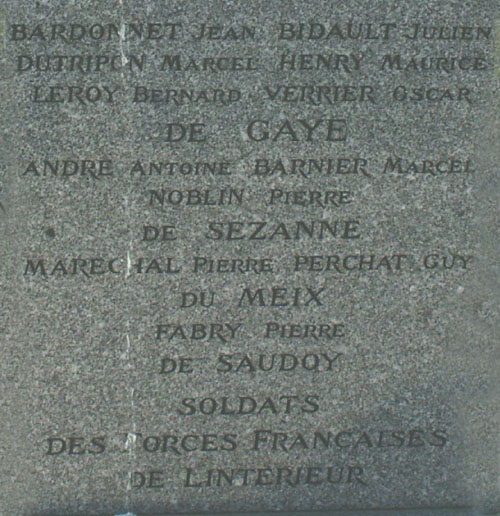 BARDONNET JEAN BIDAULT JULIEN
DUTRIPON MARCEL HENRY MAURICE
LEROY BERNARD VERRIER OSCAR
DE GAYE
ANDRE ANTOINE BARNIER MARCEL
NOBLIN PIERRE
DE SEZANNE
MARECHAL PIERRE PERCHAT GUY
DU MEIX
FABRY PIERRE
DE SAUDOY
SOLDATS
DES FORCES FRANCAISES
DE LINTERIEUR